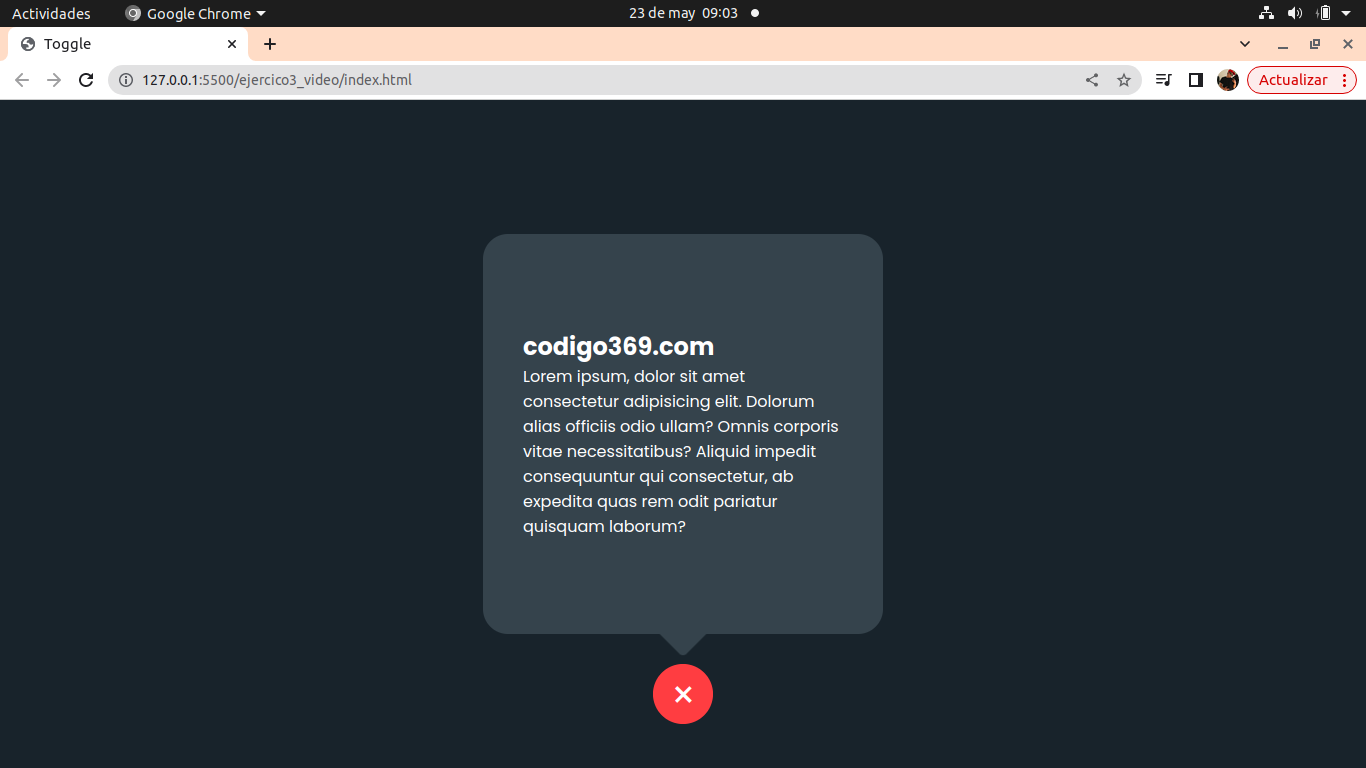 Actividades Google Chrome 23 de may 09:03
Toggle
127.0.0.1:5500/ejercico3_video/index.html Actualizar
codigo369.com
Lorem ipsum, dolor sit amet
consectetur adipisicing elit. Dolorum
alias officiis odio ullam? Omnis corporis
vitae necessitatibus? Aliquid impedit
consequuntur qui consectetur, ab
expedita quas rem odit pariatur
quisquam laborum?